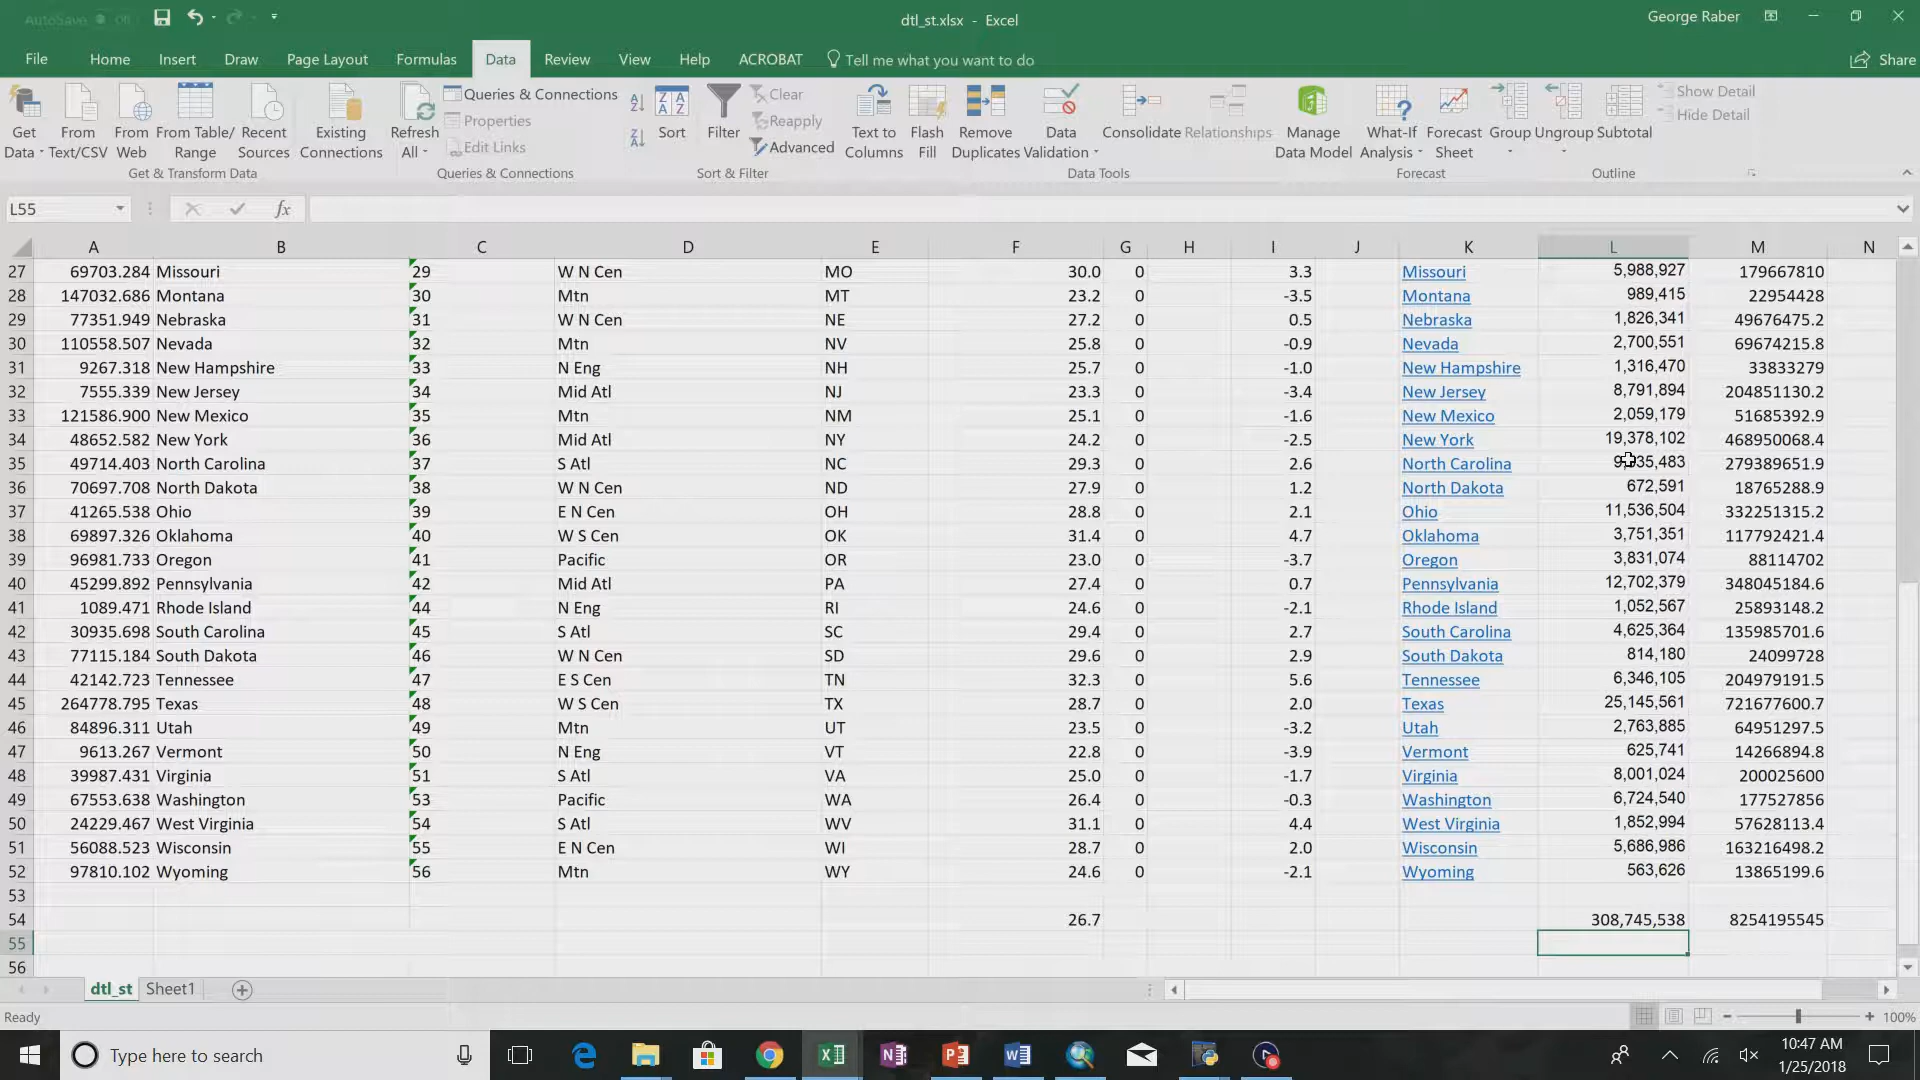 AutoSave Off
dtl_st.xlsx - Excel
George Raber
File Home Insert Draw Page Layout Formulas Data Review View Help ACROBAT Tell me what you want to do Share
Get Data
From Text/CSV
From Web
From Table/ Range
Recent Sources
Existing Connections
Get & Transform Data
Refresh All
Queries & Connections
Properties
Edit Links
Queries & Connections
Sort
Filter
Clear
Reapply
Advanced
Sort & Filter
Text to Columns
Flash Fill
Remove Duplicates
Data Validation
Consolidate
Relationships
Manage Data Model
Data Tools
What-If Analysis
Forecast Sheet
Forecast
Group
Ungroup
Subtotal
Show Detail
Hide Detail
Outline
L55 fx
A B C D E F G H I J K L M N
27 69703.284 Missouri 29 W N Cen MO 30.0 0 3.3 Missouri 5,988,927 179667810
28 147032.686 Montana 30 Mtn MT 23.2 0 -3.5 Montana 989,415 22954428
29 77351.949 Nebraska 31 W N Cen NE 27.2 0 0.5 Nebraska 1,826,341 49676475.2
30 110558.507 Nevada 32 Mtn NV 25.8 0 -0.9 Nevada 2,700,551 69674215.8
31 9267.318 New Hampshire 33 N Eng NH 25.7 0 -1.0 New Hampshire 1,316,470 33833279
32 7555.339 New Jersey 34 Mid Atl NJ 23.3 0 -3.4 New Jersey 8,791,894 204851130.2
33 121586.900 New Mexico 35 Mtn NM 25.1 0 -1.6 New Mexico 2,059,179 51685392.9
34 48652.582 New York 36 Mid Atl NY 24.2 0 -2.5 New York 19,378,102 468950068.4
35 49714.403 North Carolina 37 S Atl NC 29.3 0 2.6 North Carolina 279389651.9
36 70697.708 North Dakota 38 W N Cen ND 27.9 0 1.2 North Dakota 672,591 18765288.9
37 41265.538 Ohio 39 E N Cen OH 28.8 0 2.1 Ohio 11,536,504 332251315.2
38 69897.326 Oklahoma 40 W S Cen OK 31.4 0 4.7 Oklahoma 3,751,351 117792421.4
39 96981.733 Oregon 41 Pacific OR 23.0 0 -3.7 Oregon 3,831,074 88114702
40 45299.892 Pennsylvania 42 Mid Atl PA 27.4 0 0.7 Pennsylvania 12,702,379 348045184.6
41 1089.471 Rhode Island 44 N Eng RI 24.6 0 -2.1 Rhode Island 1,052,567 25893148.2
42 30935.698 South Carolina 45 S Atl SC 29.4 0 2.7 South Carolina 4,625,364 135985701.6
43 77115.184 South Dakota 46 W N Cen SD 29.6 0 2.9 South Dakota 814,180 24099728
44 42142.723 Tennessee 47 E S Cen TN 32.3 0 5.6 Tennessee 6,346,105 204979191.5
45 264778.795 Texas 48 W S Cen TX 28.7 0 2.0 Texas 25,145,561 721677600.7
46 84896.311 Utah 49 Mtn UT 23.5 0 -3.2 Utah 2,763,885 64951297.5
47 9613.267 Vermont 50 N Eng VT 22.8 0 -3.9 Vermont 625,741 14266894.8
48 39987.431 Virginia 51 S Atl VA 25.0 0 -1.7 Virginia 8,001,024 200025600
49 67553.638 Washington 53 Pacific WA 26.4 0 -0.3 Washington 6,724,540 177527856
50 24229.467 West Virginia 54 S Atl WV 31.1 0 4.4 West Virginia 1,852,994 57628113.4
51 56088.523 Wisconsin 55 E N Cen WI 28.7 0 2.0 Wisconsin 5,686,986 163216498.2
52 97810.102 Wyoming 56 Mtn WY 24.6 0 -2.1 Wyoming 563,626 13865199.6
53
54 26.7 308,745,538 8254195545
55
56
dtl_st Sheet1
Ready 100%
Type here to search
10:47 AM
1/25/2018